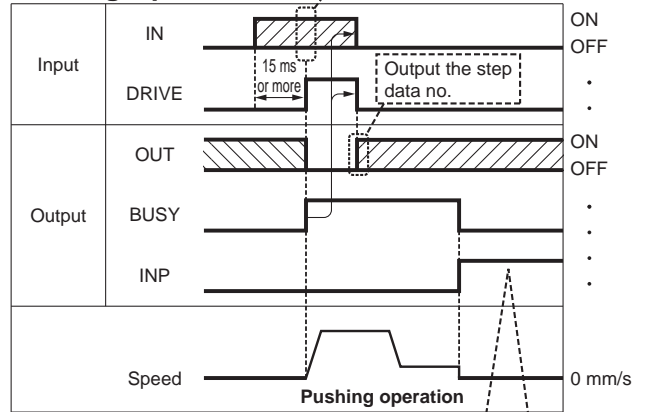 IN
ON
OFF
Input
15 ms
or more
Output the step
data no.
DRIVE
OUT
ON
OFF
Output
BUSY
INP
Speed
0 mm/s
Pushing operation